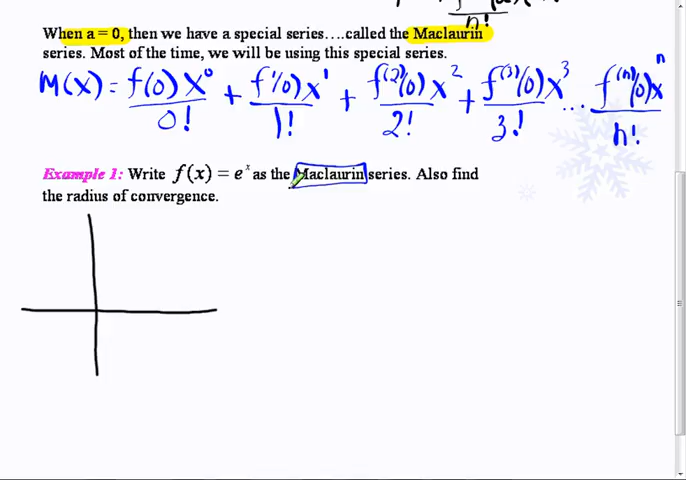 n!
When a = 0, then we have a special series….called the Maclaurin
series. Most of the time, we will be using this special series.
M(x) = f(0)x⁰/0! + f'(0)x¹/1! + f⁽²⁾(0)x²/2! + f⁽³⁾(0)x³/3! ... f⁽ⁿ⁾(0)xⁿ/n!
Example 1: Write f(x) = eˣ as the Maclaurin series. Also find
the radius of convergence.